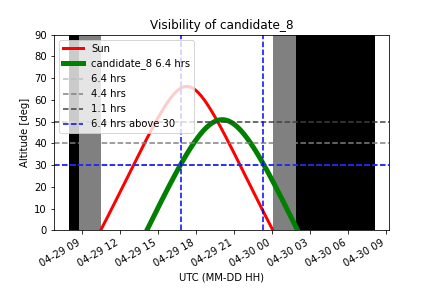 Visibility of candidate_8
Altitude [deg]
90
80
70
60
50
40
30
20
10
0
Sun
candidate_8 6.4 hrs
6.4 hrs
4.4 hrs
1.1 hrs
6.4 hrs above 30
04-29 09
04-29 12
04-29 15
04-29 18
04-29 21
04-30 00
04-30 03
04-30 06
04-30 09
UTC (MM-DD HH)